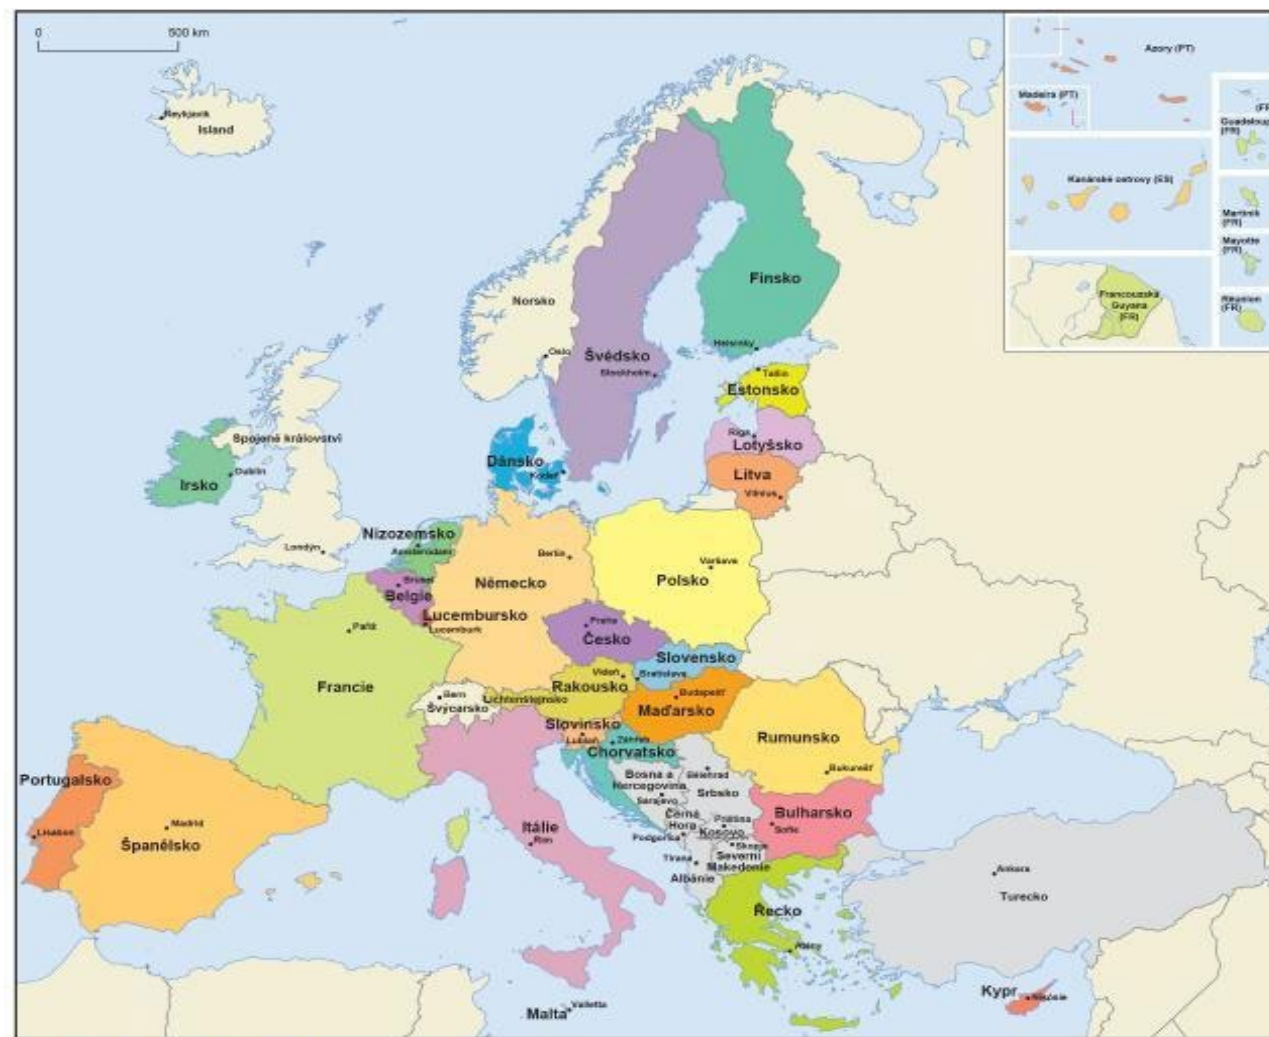 0 500 km
Azory (PT)
Madeira (PT)
Guadeloup
(FR)
Kanárské ostrovy (ES)
Martinik
(FR)
Mayotte
(FR)
Francouzská
Guyana
(FR)
Réunion
(FR)
Reykjavik
Island
Finsko
Norsko
Helsinky
Oslo
Švédsko
Stockholm
Tallin
Estonsko
Riga
Lotyšsko
Spojené království
Dánsko
Kodaň
Litva
Vilnius
Dublin
Irsko
Nizozemsko
Amsterodam
Londýn
Berlín
Německo
Polsko
Varšava
Brusel
Belgie
Lucembursko
Lucemburk
Paříž
Praha
Česko
Slovensko
Bratislava
Francie
Vídeň
Rakousko
Bern
Švýcarsko
Lichtenštejnsko
Budapešť
Maďarsko
Slovinsko
Lublaň
Záhřeb
Chorvatsko
Rumunsko
Bukurešť
Bosna a
Hercegovina
Sarajevo
Bělehrad
Srbsko
Portugalsko
Lisabon
Madrid
Španělsko
Itálie
Řím
Černá
Hora
Podgorica
Priština
Kosovo
Bulharsko
Sofie
Skopje
Severní
Makedonie
Tirana
Albánie
Ankara
Turecko
Řecko
Atény
Malta
Valletta
Kypr
Nikósie